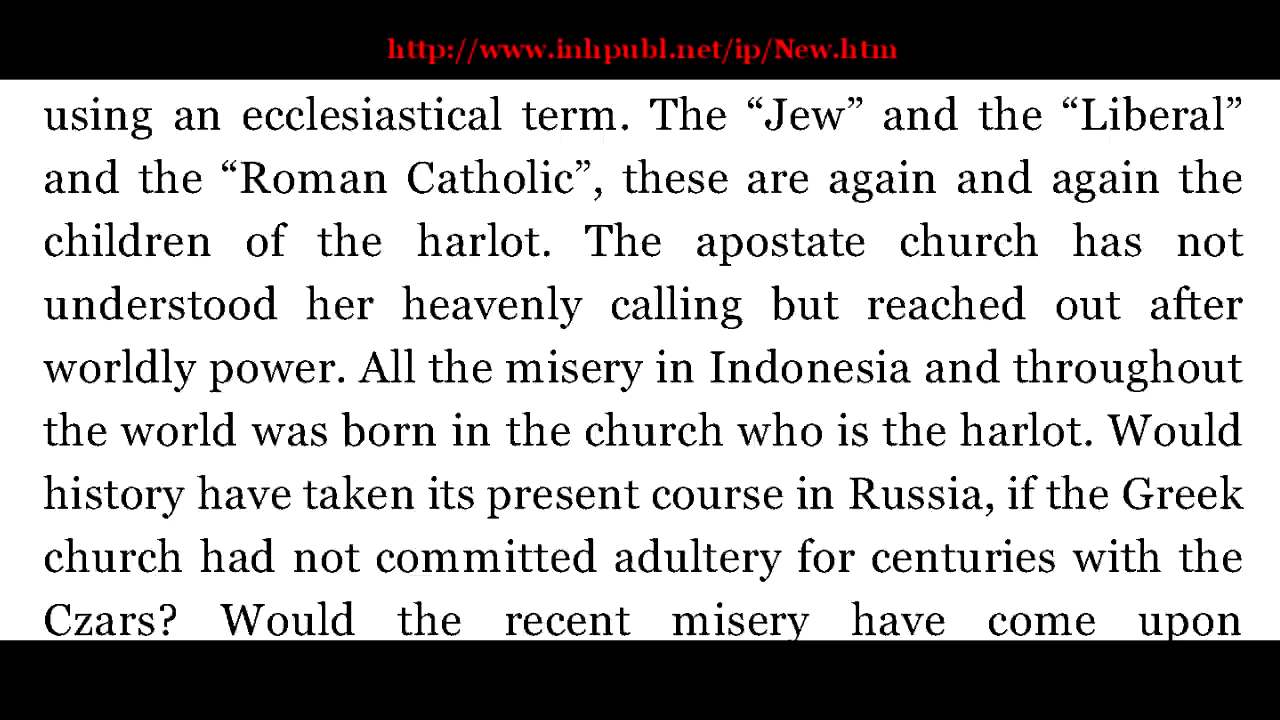 http://www.inhpubl.net/ip/New.htm
using an ecclesiastical term. The “Jew” and the “Liberal”
and the “Roman Catholic”, these are again and again the
children of the harlot. The apostate church has not
understood her heavenly calling but reached out after
worldly power. All the misery in Indonesia and throughout
the world was born in the church who is the harlot. Would
history have taken its present course in Russia, if the Greek
church had not committed adultery for centuries with the
Czars? Would the recent misery have come upon